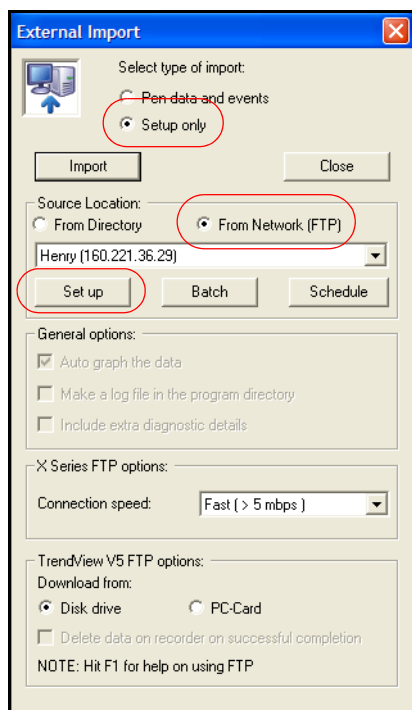 External Import
Select type of import:
Pen data and events
Setup only
Import Close
Source Location:
From Directory From Network (FTP)
Henry (160.221.36.29)
Set up Batch Schedule
General options:
Auto graph the data
Make a log file in the program directory
Include extra diagnostic details
X Series FTP options:
Connection speed: Fast ( > 5 mbps )
TrendView V5 FTP options:
Download from:
Disk drive PC-Card
Delete data on recorder on successful completion
NOTE: Hit F1 for help on using FTP